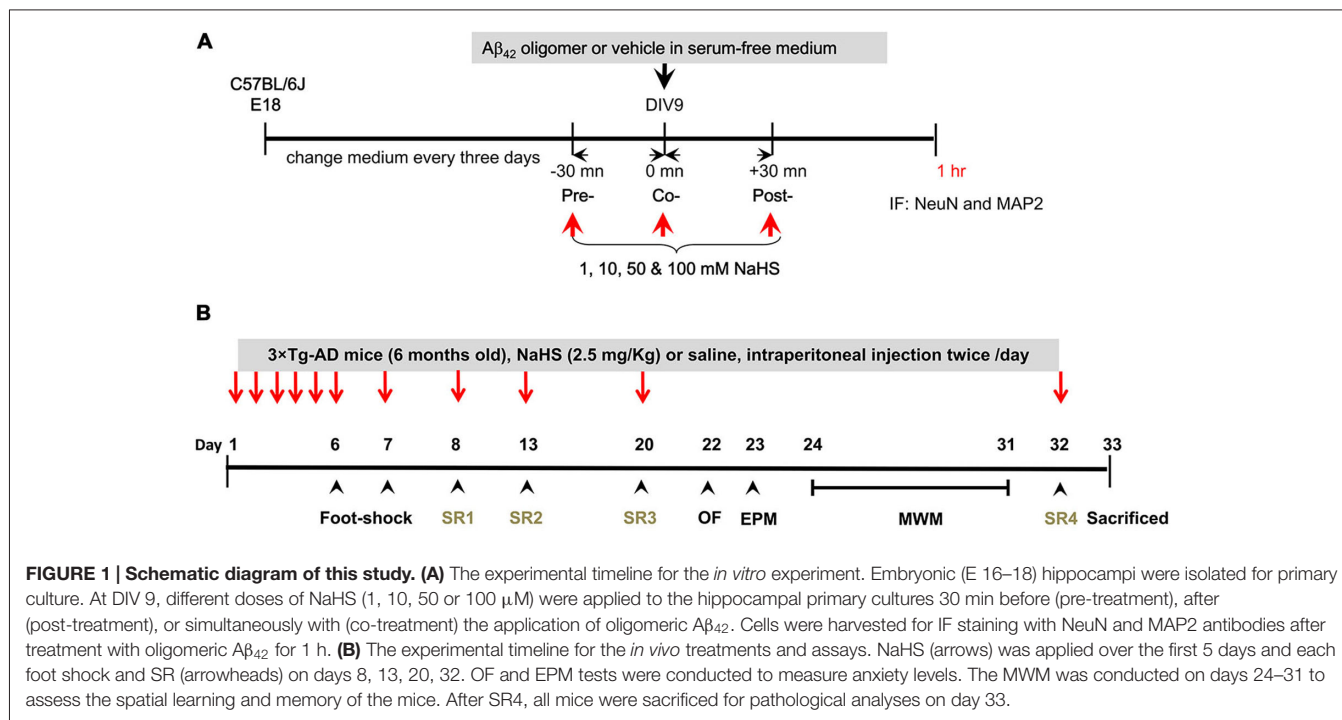 A
Aβ₄₂ oligomer or vehicle in serum-free medium
C57BL/6J
E18
DIV9
change medium every three days
-30 mn
0 mn
+30 mn
1 hr
Pre-
Co-
Post-
IF: NeuN and MAP2
1, 10, 50 & 100 mM NaHS
B
3×Tg-AD mice (6 months old), NaHS (2.5 mg/Kg) or saline, intraperitoneal injection twice /day
Day 1 6 7 8 13 20 22 23 24 31 32 33
Foot-shock SR1 SR2 SR3 OF EPM MWM SR4 Sacrificed
FIGURE 1 | Schematic diagram of this study. (A) The experimental timeline for the in vitro experiment. Embryonic (E 16–18) hippocampi were isolated for primary
culture. At DIV 9, different doses of NaHS (1, 10, 50 or 100 μM) were applied to the hippocampal primary cultures 30 min before (pre-treatment), after
(post-treatment), or simultaneously with (co-treatment) the application of oligomeric Aβ₄₂. Cells were harvested for IF staining with NeuN and MAP2 antibodies after
treatment with oligomeric Aβ₄₂ for 1 h. (B) The experimental timeline for the in vivo treatments and assays. NaHS (arrows) was applied over the first 5 days and each
foot shock and SR (arrowheads) on days 8, 13, 20, 32. OF and EPM tests were conducted to measure anxiety levels. The MWM was conducted on days 24–31 to
assess the spatial learning and memory of the mice. After SR4, all mice were sacrificed for pathological analyses on day 33.